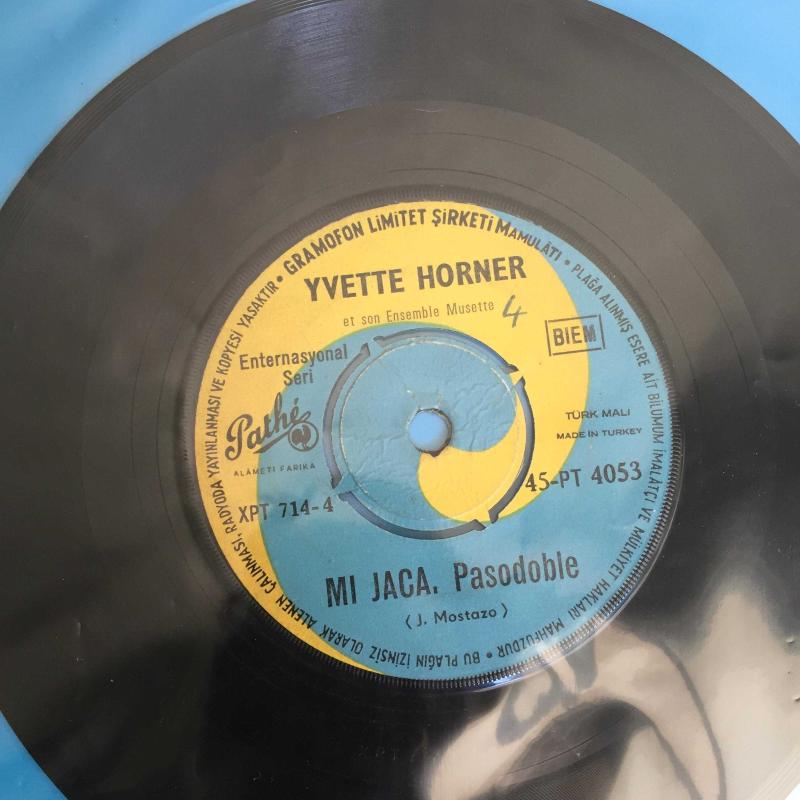 GRAMOFON LİMİTET ŞİRKETİ MAMULÂTI • PLAĞA ALINMIŞ ESERE AİT BİLUMUM İMALÂTÇI VE MÜLKİYET HAKLARI MAHFUZDUR • BU PLAĞIN İZİNSİZ OLARAK ALENEN ÇALINMASI, RADYODA YAYINLANMASI VE KOPYESİ YASAKTIR •
YVETTE HORNER
et son Ensemble Musette
4
BIEM
Enternasyonal
Seri
Pathé
ALÂMETİ FARİKA
TÜRK MALI
MADE IN TURKEY
XPT 714-4
45-PT 4053
MI JACA. Pasodoble
(J. Mostazo)